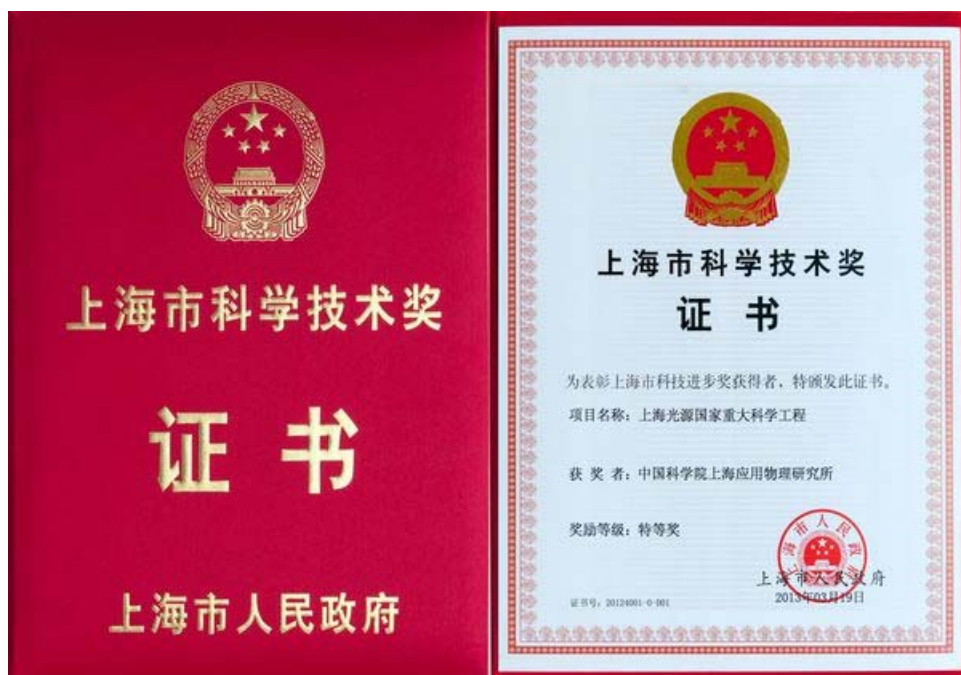 上海市科学技术奖
证书
上海市人民政府
上海市科学技术奖
证书
为表彰上海市科技进步奖获得者，特颁发此证书。
项目名称：上海光源国家重大科学工程
获奖者：中国科学院上海应用物理研究所
奖励等级：特等奖
上海市人民政府
上海市人民政府
2013年03月19日
证书号：20124001-0-001